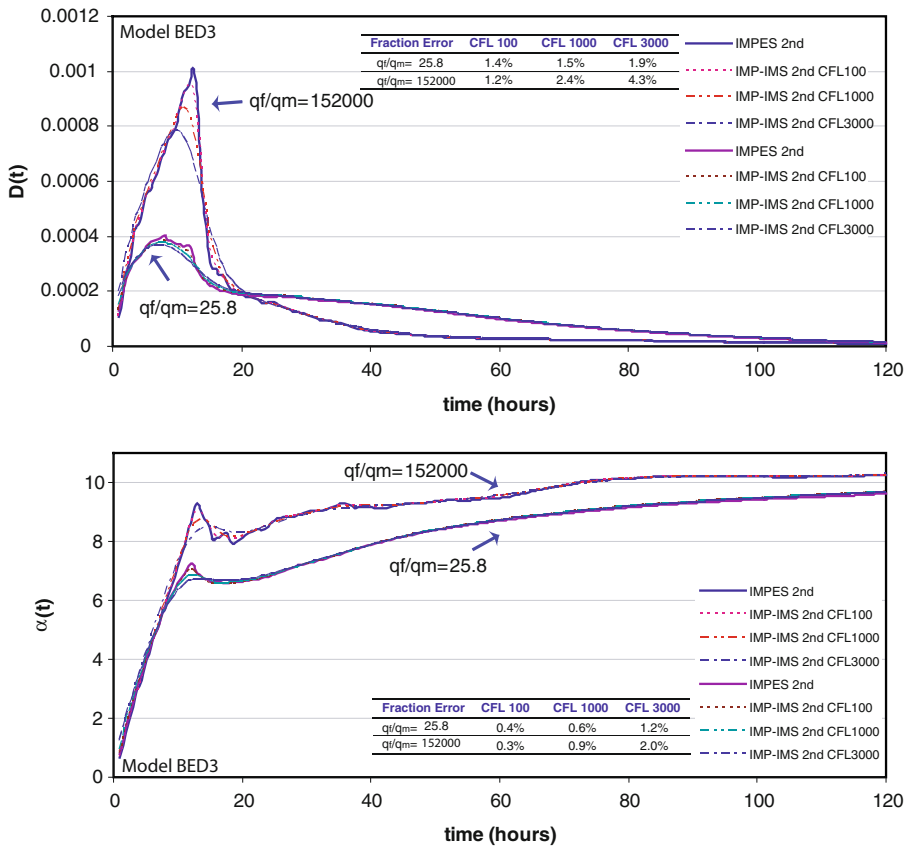 0.0012
Model BED3
Fraction Error CFL 100 CFL 1000 CFL 3000
qf/qm= 25.8 1.4% 1.5% 1.9%
qf/qm= 152000 1.2% 2.4% 4.3%
IMPES 2nd
IMP-IMS 2nd CFL100
IMP-IMS 2nd CFL1000
IMP-IMS 2nd CFL3000
IMPES 2nd
IMP-IMS 2nd CFL100
IMP-IMS 2nd CFL1000
IMP-IMS 2nd CFL3000
0.001
qf/qm=152000
0.0008
0.0006
D(t)
0.0004
0.0002
qf/qm=25.8
0
0 20 40 60 80 100 120
time (hours)
10
qf/qm=152000
8
qf/qm=25.8
6
α(t)
4
2
0
IMPES 2nd
IMP-IMS 2nd CFL100
IMP-IMS 2nd CFL1000
IMP-IMS 2nd CFL3000
IMPES 2nd
IMP-IMS 2nd CFL100
IMP-IMS 2nd CFL1000
IMP-IMS 2nd CFL3000
Fraction Error CFL 100 CFL 1000 CFL 3000
qf/qm= 25.8 0.4% 0.6% 1.2%
qf/qm= 152000 0.3% 0.9% 2.0%
Model BED3
0 20 40 60 80 100 120
time (hours)